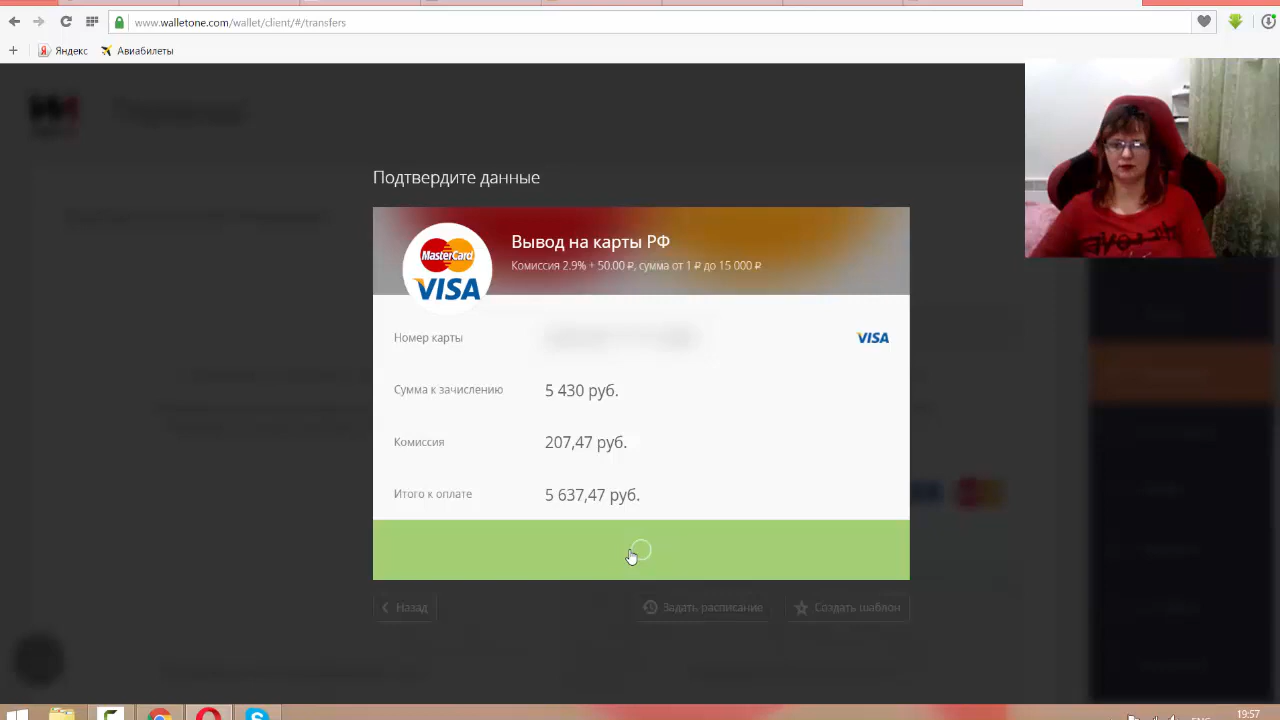 www.walletone.com/wallet/client/#/transfers
Яндекс Авиабилеты
Подтвердите данные
Вывод на карты РФ
Комиссия 2.9% + 50.00 ₽, сумма от 1 ₽ до 15 000 ₽
MasterCard
VISA
Номер карты VISA
Сумма к зачислению 5 430 руб.
Комиссия 207,47 руб.
Итого к оплате 5 637,47 руб.
Назад Задать расписание Создать шаблон
19:57